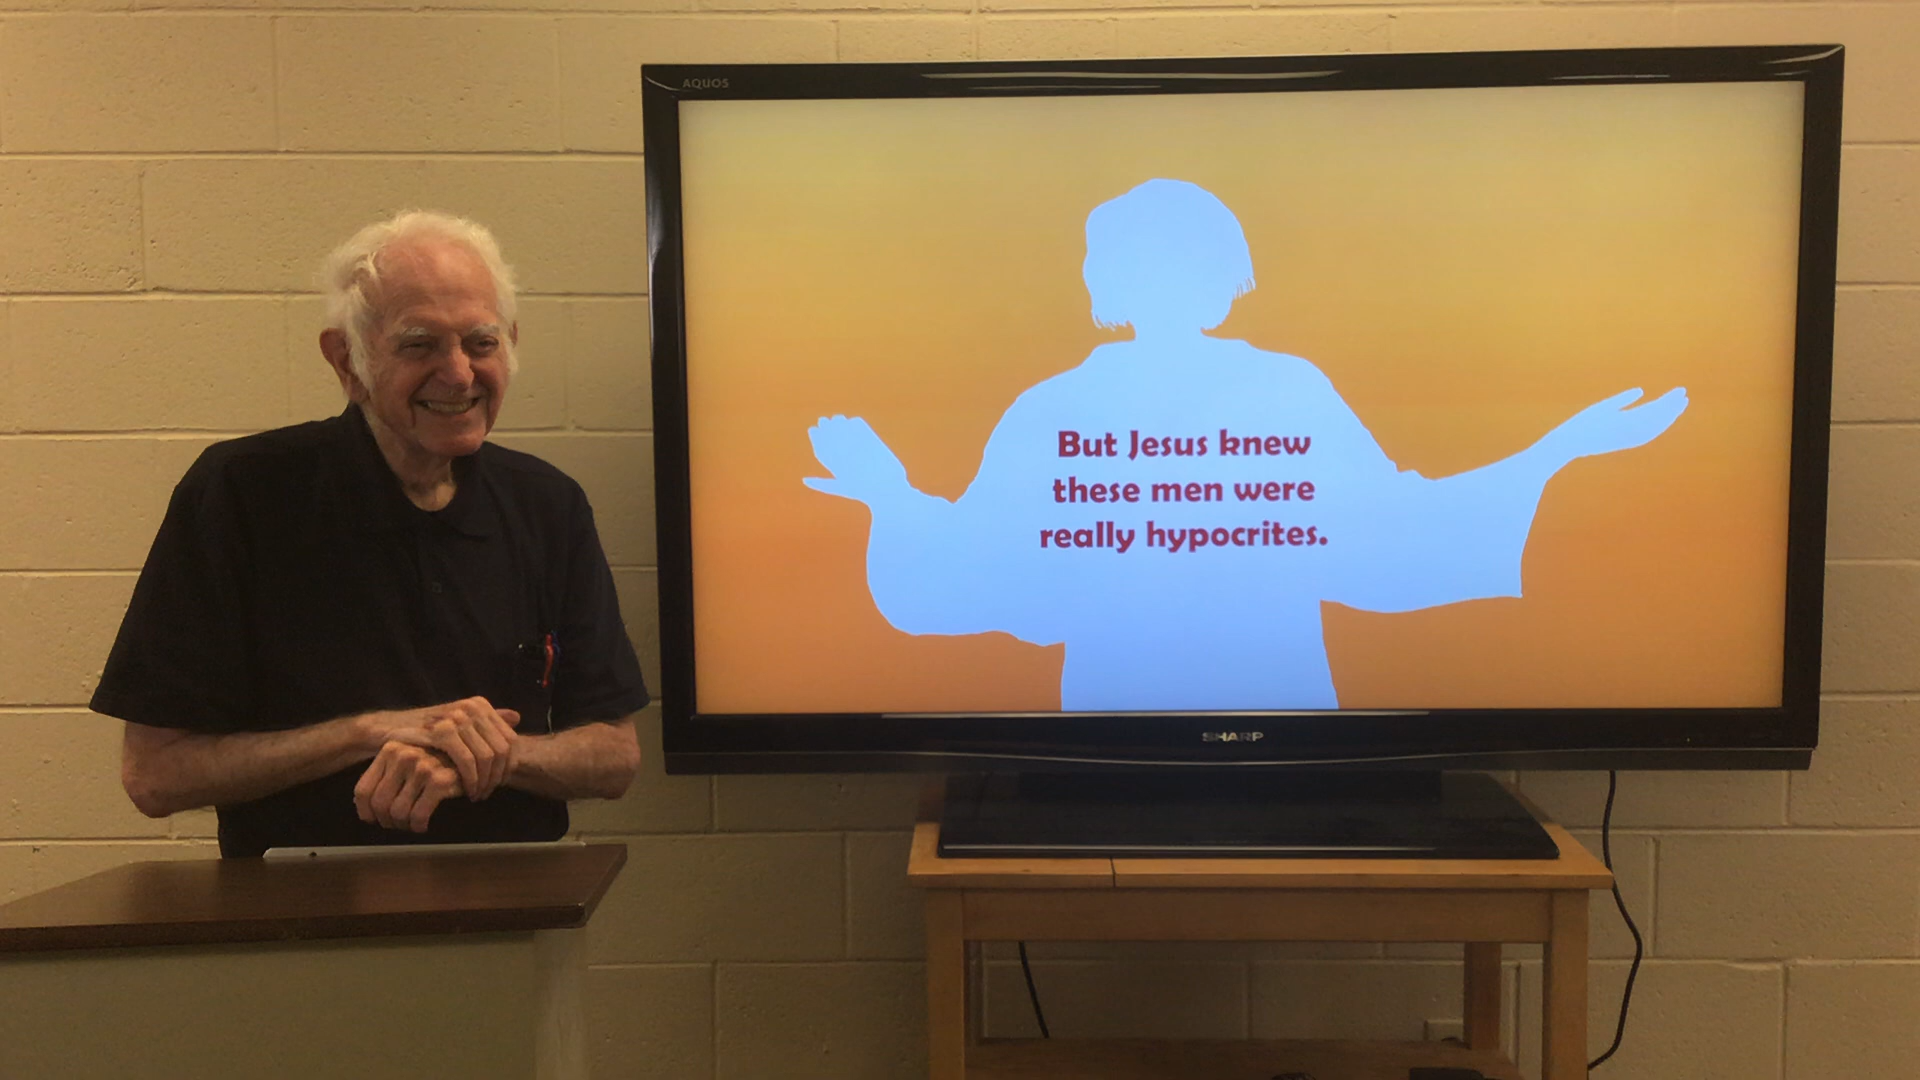 AQUOS
But Jesus knew
these men were
really hypocrites.
SHARP